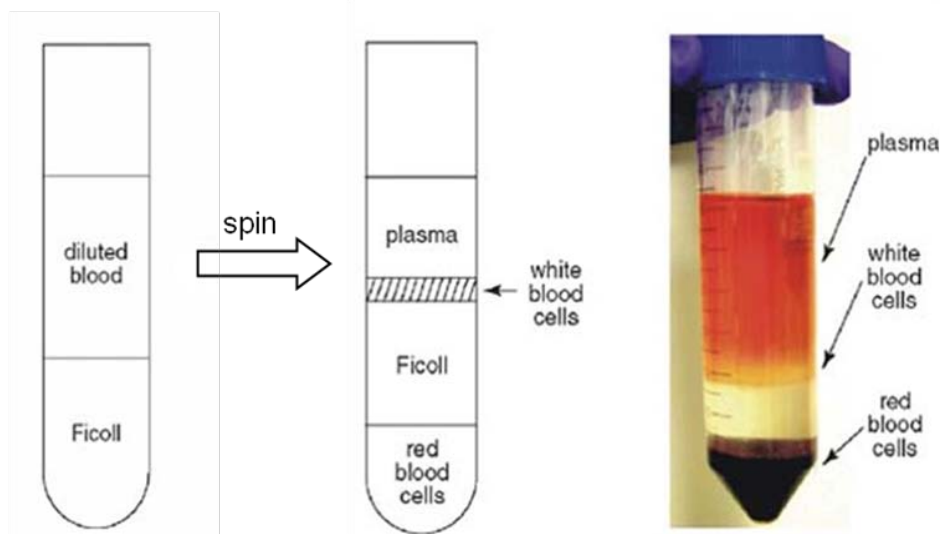 diluted
blood
Ficoll
spin
plasma
white
blood
cells
Ficoll
red
blood
cells
plasma
white
blood
cells
red
blood
cells